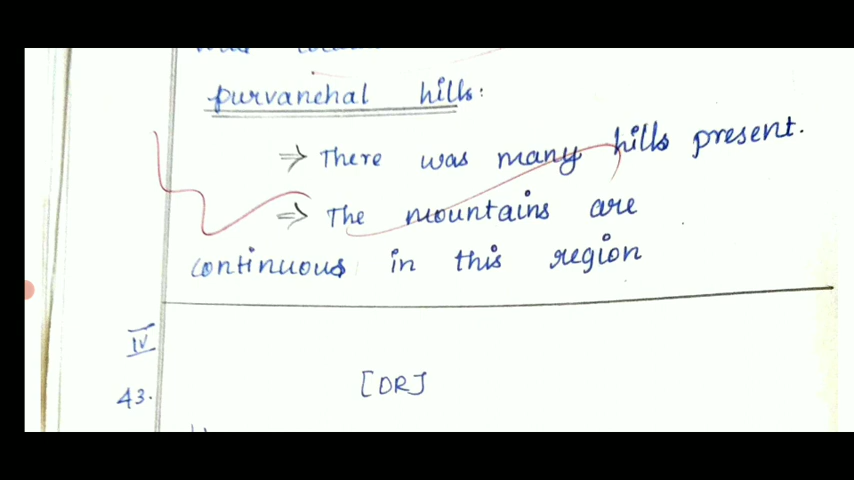 purvanchal hills:
⇒ There was many hills present.
⇒ The mountains are
continuous in this region
IV
43.
[OR]